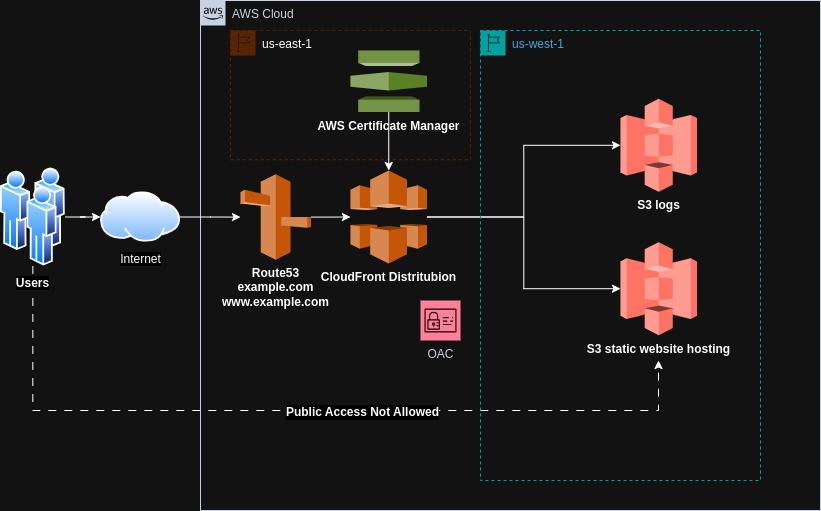 aws
AWS Cloud
us-east-1
us-west-1
AWS Certificate Manager
S3 logs
Internet
Users
Route53
example.com
www.example.com
CloudFront Distritubion
OAC
S3 static website hosting
Public Access Not Allowed